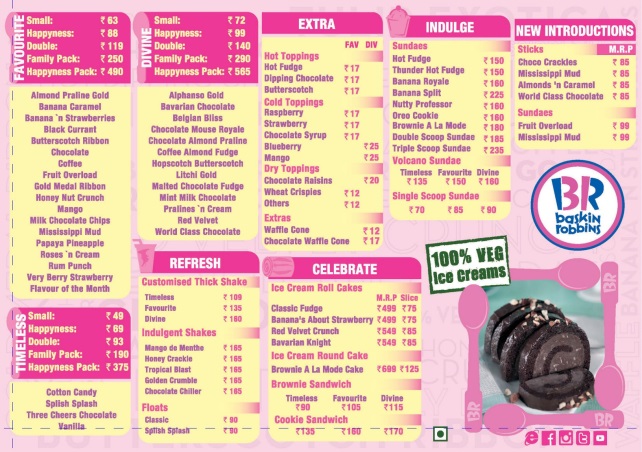 FAVOURITE
Small: ₹ 63
Happyness: ₹ 88
Double: ₹ 119
Family Pack: ₹ 250
Happyness Pack: ₹ 490
Almond Praline Gold
Banana Caramel
Banana `n Strawberries
Black Currant
Butterscotch Ribbon
Chocolate
Coffee
Fruit Overload
Gold Medal Ribbon
Honey Nut Crunch
Mango
Milk Chocolate Chips
Mississippi Mud
Papaya Pineapple
Roses `n Cream
Rum Punch
Very Berry Strawberry
Flavour of the Month
TIMELESS
Small: ₹ 49
Happyness: ₹ 69
Double: ₹ 93
Family Pack: ₹ 190
Happyness Pack: ₹ 375
Cotton Candy
Splish Splash
Three Cheers Chocolate
Vanilla
DIVINE
Small: ₹ 72
Happyness: ₹ 99
Double: ₹ 140
Family Pack: ₹ 290
Happyness Pack: ₹ 565
Alphanso Gold
Bavarian Chocolate
Belgian Bliss
Chocolate Mouse Royale
Chocolate Almond Praline
Coffee Almond Fudge
Hopscotch Butterscotch
Litchi Gold
Malted Chocolate Fudge
Mint Milk Chocolate
Pralines `n Cream
Red Velvet
World Class Chocolate
REFRESH
Customised Thick Shake
Timeless ₹ 109
Favourite ₹ 135
Divine ₹ 160
Indulgent Shakes
Mango de Menthe ₹ 165
Honey Crackle ₹ 165
Tropical Blast ₹ 165
Golden Crumble ₹ 165
Chocolate Chiller ₹ 165
Floats
Classic ₹ 80
Splish Splash ₹ 80
EXTRA
FAV DIV
Hot Toppings
Hot Fudge ₹ 17
Dipping Chocolate ₹ 17
Butterscotch ₹ 17
Cold Toppings
Raspberry ₹ 17
Strawberry ₹ 17
Chocolate Syrup ₹ 17
Blueberry ₹ 25
Mango ₹ 25
Dry Toppings
Chocolate Raisins ₹ 20
Wheat Crispies ₹ 12
Others ₹ 12
Extras
Waffle Cone ₹ 12
Chocolate Waffle Cone ₹ 17
CELEBRATE
Ice Cream Roll Cakes
M.R.P Slice
Classic Fudge ₹499 ₹75
Banana's About Strawberry ₹499 ₹75
Red Velvet Crunch ₹549 ₹85
Bavarian Knight ₹549 ₹85
Ice Cream Round Cake
Brownie A La Mode Cake ₹699 ₹125
Brownie Sandwich
Timeless Favourite Divine
₹90 ₹105 ₹115
Cookie Sandwich
₹135 ₹160 ₹170
INDULGE
Sundaes
Hot Fudge ₹ 150
Thunder Hot Fudge ₹ 150
Banana Royale ₹ 160
Banana Split ₹ 225
Nutty Professor ₹ 160
Oreo Cookie ₹ 160
Brownie A La Mode ₹ 180
Double Scoop Sundae ₹ 185
Triple Scoop Sundae ₹ 235
Volcano Sundae
Timeless Favourite Divine
₹ 135 ₹ 150 ₹ 160
Single Scoop Sundae
₹ 70 ₹ 85 ₹ 90
NEW INTRODUCTIONS
Sticks M.R.P
Choco Crackle ₹ 85
Mississippi Mud ₹ 85
Almonds 'n Caramel ₹ 85
World Class Chocolate ₹ 85
Sundaes
Fruit Overload ₹ 99
Mississippi Mud ₹ 99
BR
baskin
robbins
100% VEG
Ice Creams
BR
BR
BR